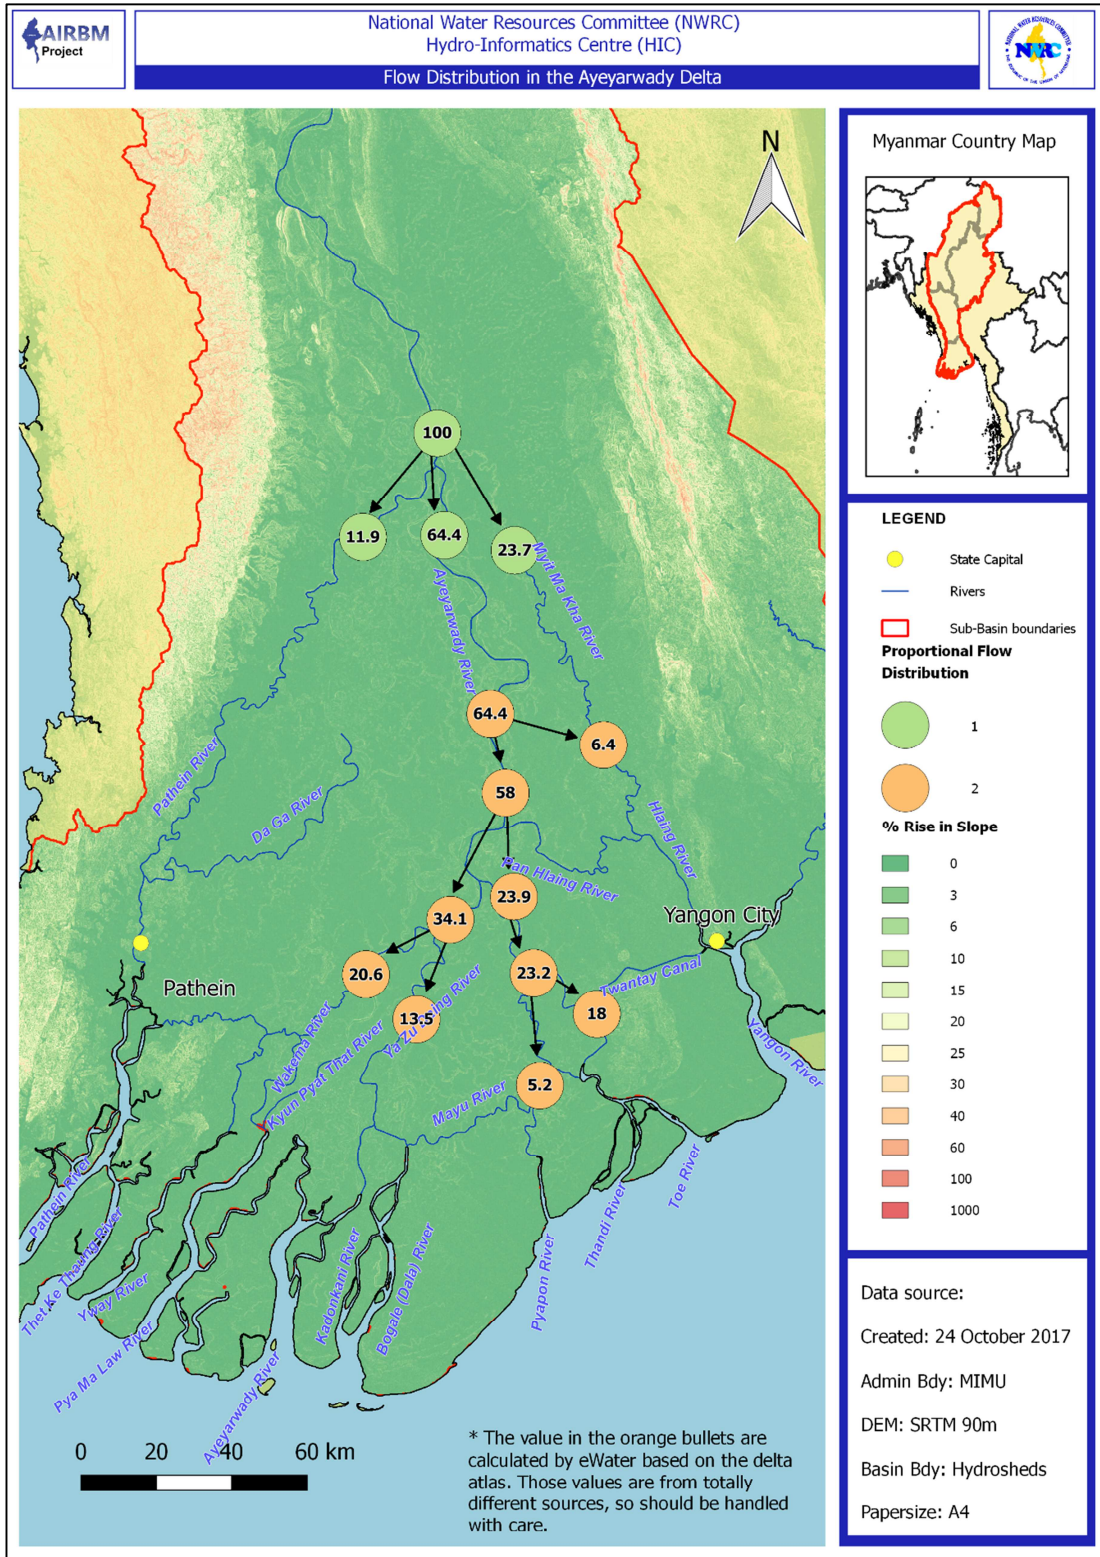 AIRBM
Project
National Water Resources Committee (NWRC)
Hydro-Informatics Centre (HIC)
Flow Distribution in the Ayeyarwady Delta
NWRC
N
100
11.9
64.4
23.7
Myit Ma Kha River
Ayeyarwady River
64.4
6.4
58
Pathein River
Da Ga River
Hlaing River
Pan Hlaing River
23.9
34.1
Yangon City
20.6
23.2
Twantay Canal
Pathein
13.5
18
Ya Zu Daing River
Wakema River
Kyun Pyat That River
Yangon River
5.2
Mayu River
Pathein River
Toe River
Thandi River
Thet Ke Thaung River
Yway River
Pya Ma Law River
Kadonkani River
Bogale (Dala) River
Pyapon River
Ayeyarwady River
0 20 40 60 km
* The value in the orange bullets are
calculated by eWater based on the delta
atlas. Those values are from totally
different sources, so should be handled
with care.
Myanmar Country Map
LEGEND
State Capital
Rivers
Sub-Basin boundaries
Proportional Flow
Distribution
1
2
% Rise in Slope
0
3
6
10
15
20
25
30
40
60
100
1000
Data source:
Created: 24 October 2017
Admin Bdy: MIMU
DEM: SRTM 90m
Basin Bdy: Hydrosheds
Papersize: A4